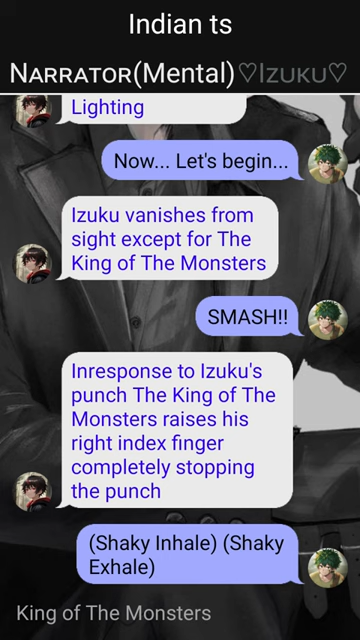 Indian ts
NARRATOR(Mental)♡IZUKU♡
Lighting
Now... Let's begin...
Izuku vanishes from
sight except for The
King of The Monsters
SMASH!!
Inresponse to Izuku's
punch The King of The
Monsters raises his
right index finger
completely stopping
the punch
(Shaky Inhale) (Shaky
Exhale)
King of The Monsters